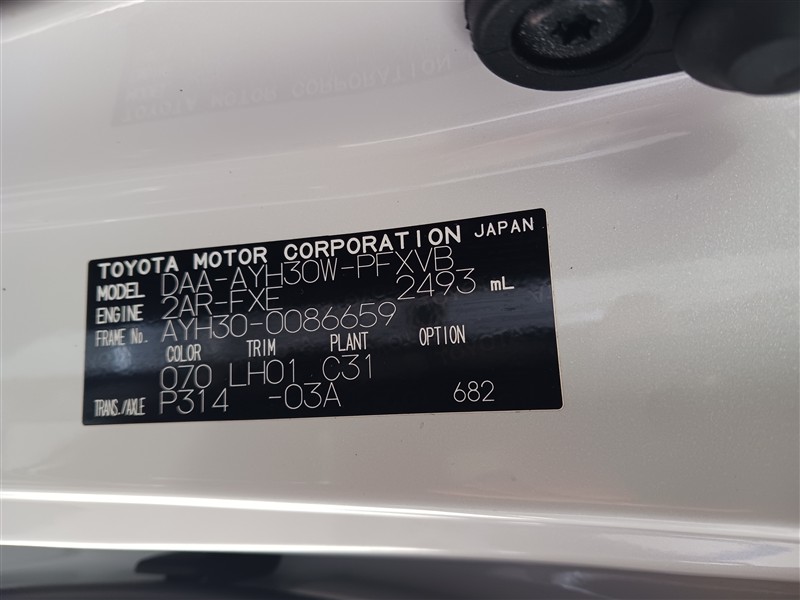 TOYOTA MOTOR CORPORATION JAPAN
MODEL DAA-AYH30W-PFXVB
ENGINE 2AR-FXE 2493 mL
FRAME No. AYH30-0086659
COLOR TRIM PLANT OPTION
070 LH01 C31
TRANS./AXLE P314 -03A 682